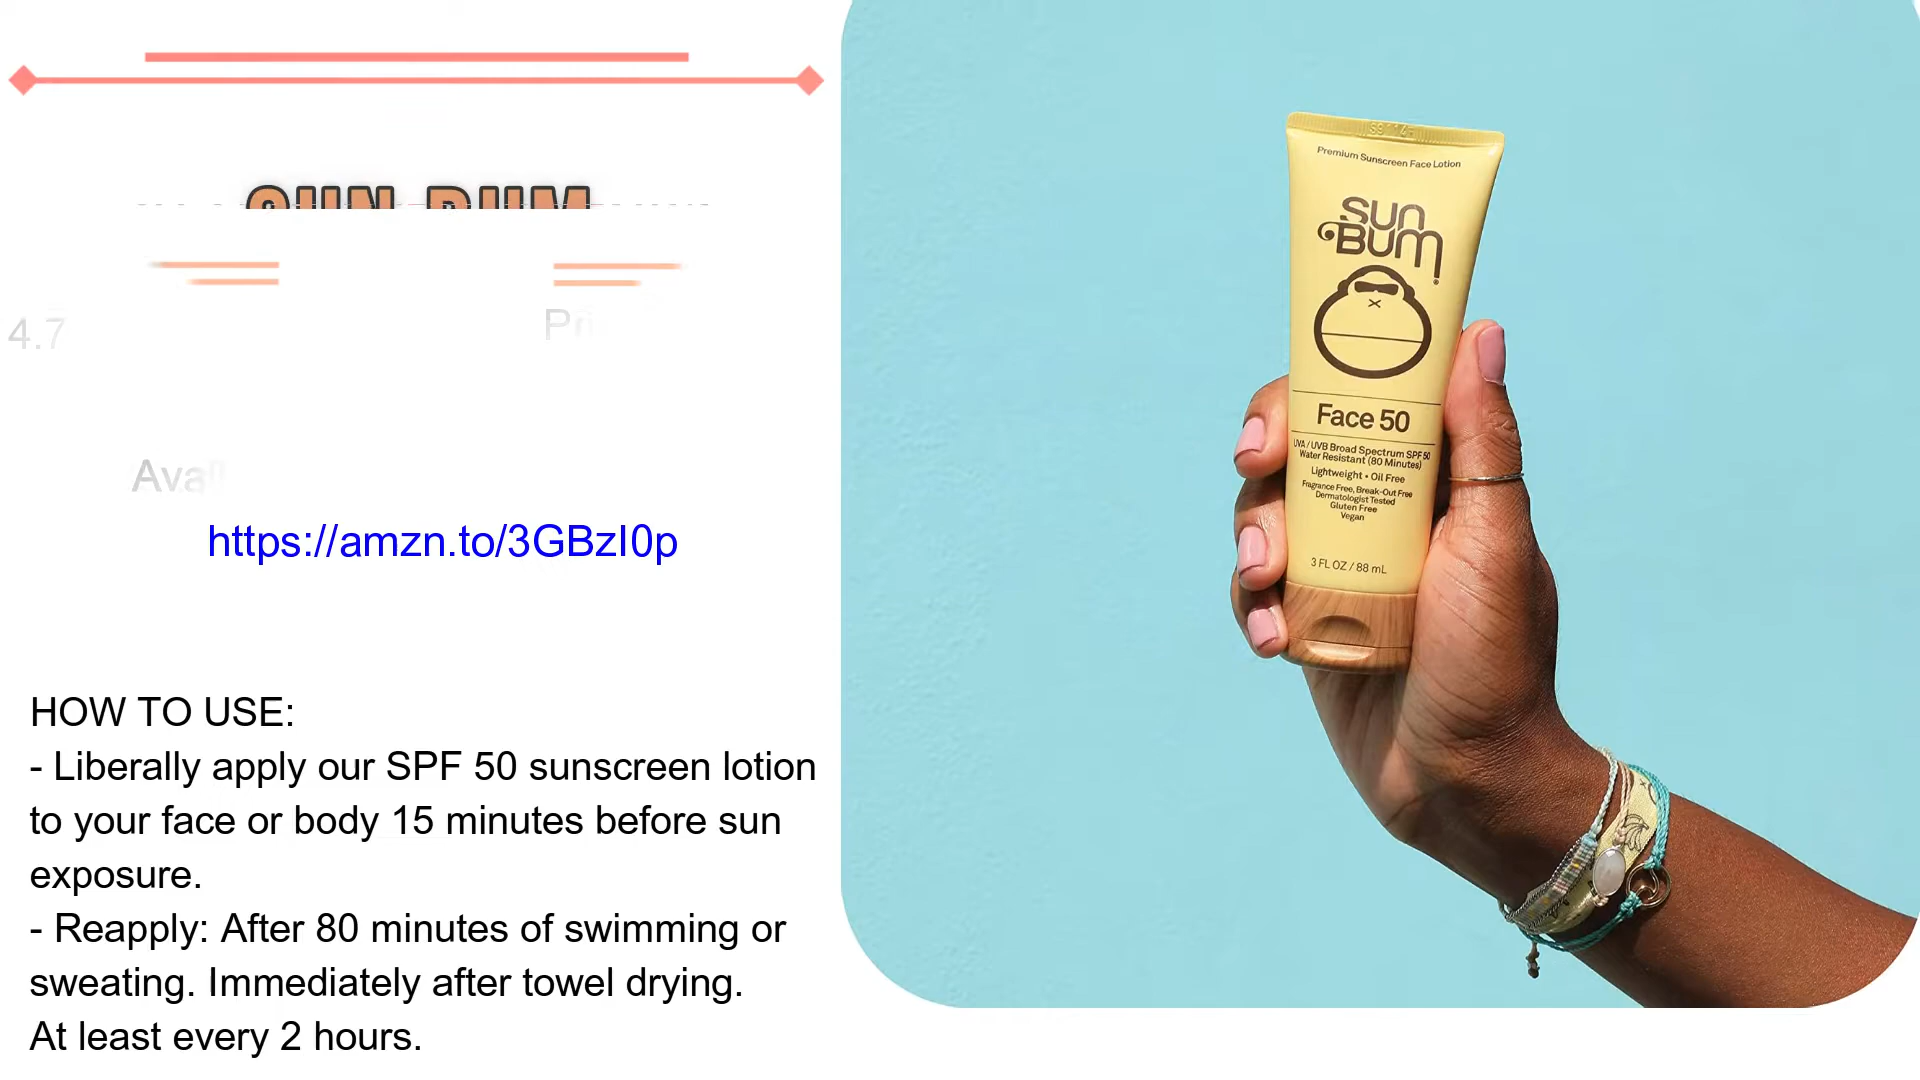 SUN BUM
4.7
https://amzn.to/3GBzI0p
HOW TO USE:
- Liberally apply our SPF 50 sunscreen lotion
to your face or body 15 minutes before sun
exposure.
- Reapply: After 80 minutes of swimming or
sweating. Immediately after towel drying.
At least every 2 hours.
Premium Sunscreen Face Lotion
Sun
Bum
Face 50
UVA / UVB Broad Spectrum SPF 50
Water Resistant (80 Minutes)
Lightweight • Oil Free
Fragrance Free, Break-Out Free
Dermatologist Tested
Gluten Free
Vegan
3 FL OZ / 88 mL